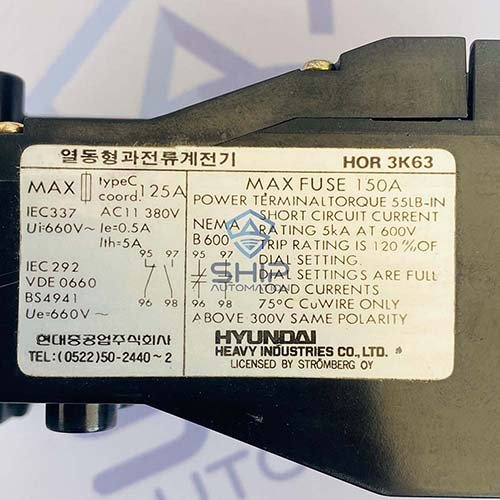 열동형과전류계전기
HOR 3K63
MAX typeC coord. 125A
IEC337 AC11 380V
Ui=660V~ Ie=0.5A
Ith=5A
IEC 292
VDE 0660
BS4941
Ue=660V~
95 97
96 98
현대중공업주식회사
TEL:(0522)50-2440~2
MAX FUSE 150A
POWER TERMINAL TORQUE 55LB-IN
SHORT CIRCUIT CURRENT
RATING 5kA AT 600V
NEMA
B 600
TRIP RATING IS 120% OF
DIAL SETTING.
DIAL SETTINGS ARE FULL
LOAD CURRENTS
95 97
96 98
75°C Cu WIRE ONLY
ABOVE 300V SAME POLARITY
HYUNDAI
HEAVY INDUSTRIES CO., LTD.
LICENSED BY STRÖMBERG OY
SHIP
AUTOMATION